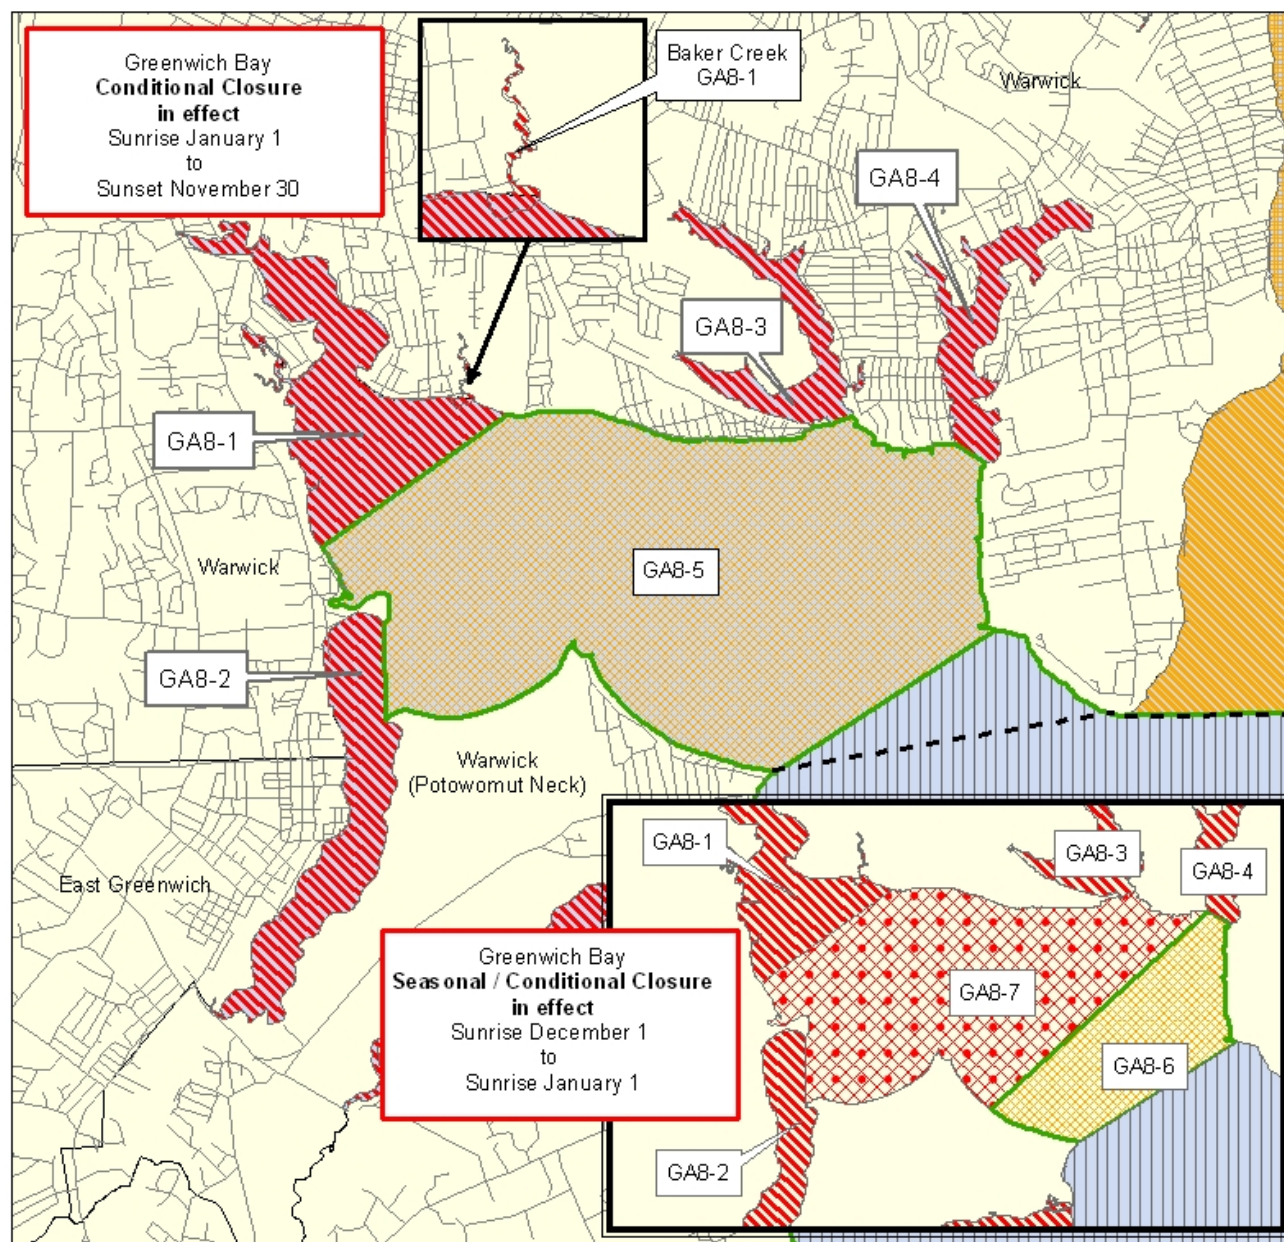 Greenwich Bay
Conditional Closure
in effect
Sunrise January 1
to
Sunset November 30
Baker Creek
GA8-1
Warwick
GA8-4
GA8-3
GA8-1
Warwick
GA8-5
GA8-2
Warwick
(Potowomut Neck)
East Greenwich
GA8-1
GA8-3
GA8-4
GA8-7
GA8-6
GA8-2
Greenwich Bay
Seasonal / Conditional Closure
in effect
Sunrise December 1
to
Sunrise January 1